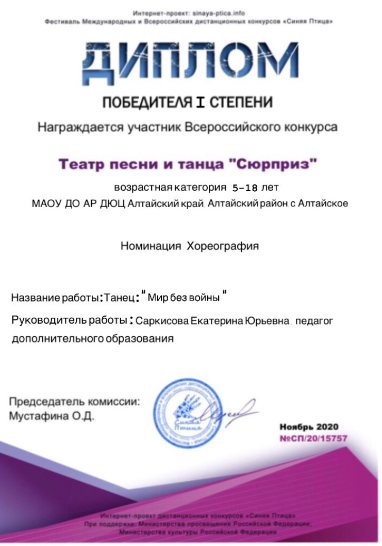 Интернет-проект: sinaya-ptica.info
Фестиваль Международных и Всероссийских дистанционных конкурсов «Синяя Птица»
ДИПЛОМ
ПОБЕДИТЕЛЯ I СТЕПЕНИ
Награждается участник Всероссийского конкурса
Театр песни и танца "Сюрприз"
возрастная категория 5-18 лет
МАОУ ДО АР ДЮЦ Алтайский край Алтайский район с Алтайское
Номинация Хореография
Название работы:Танец:"Мир без войны"
Руководитель работы: Саркисова Екатерина Юрьевна педагог
дополнительного образования
Председатель комиссии:
Мустафина О.Д.
Синяя
Птица
Ноябрь 2020
№СП/20/15757
Интернет-проект дистанционных конкурсов «Синяя Птица»
При поддержке: Министерства просвещения Российской Федерации,
Министерства культуры Российской Федерации